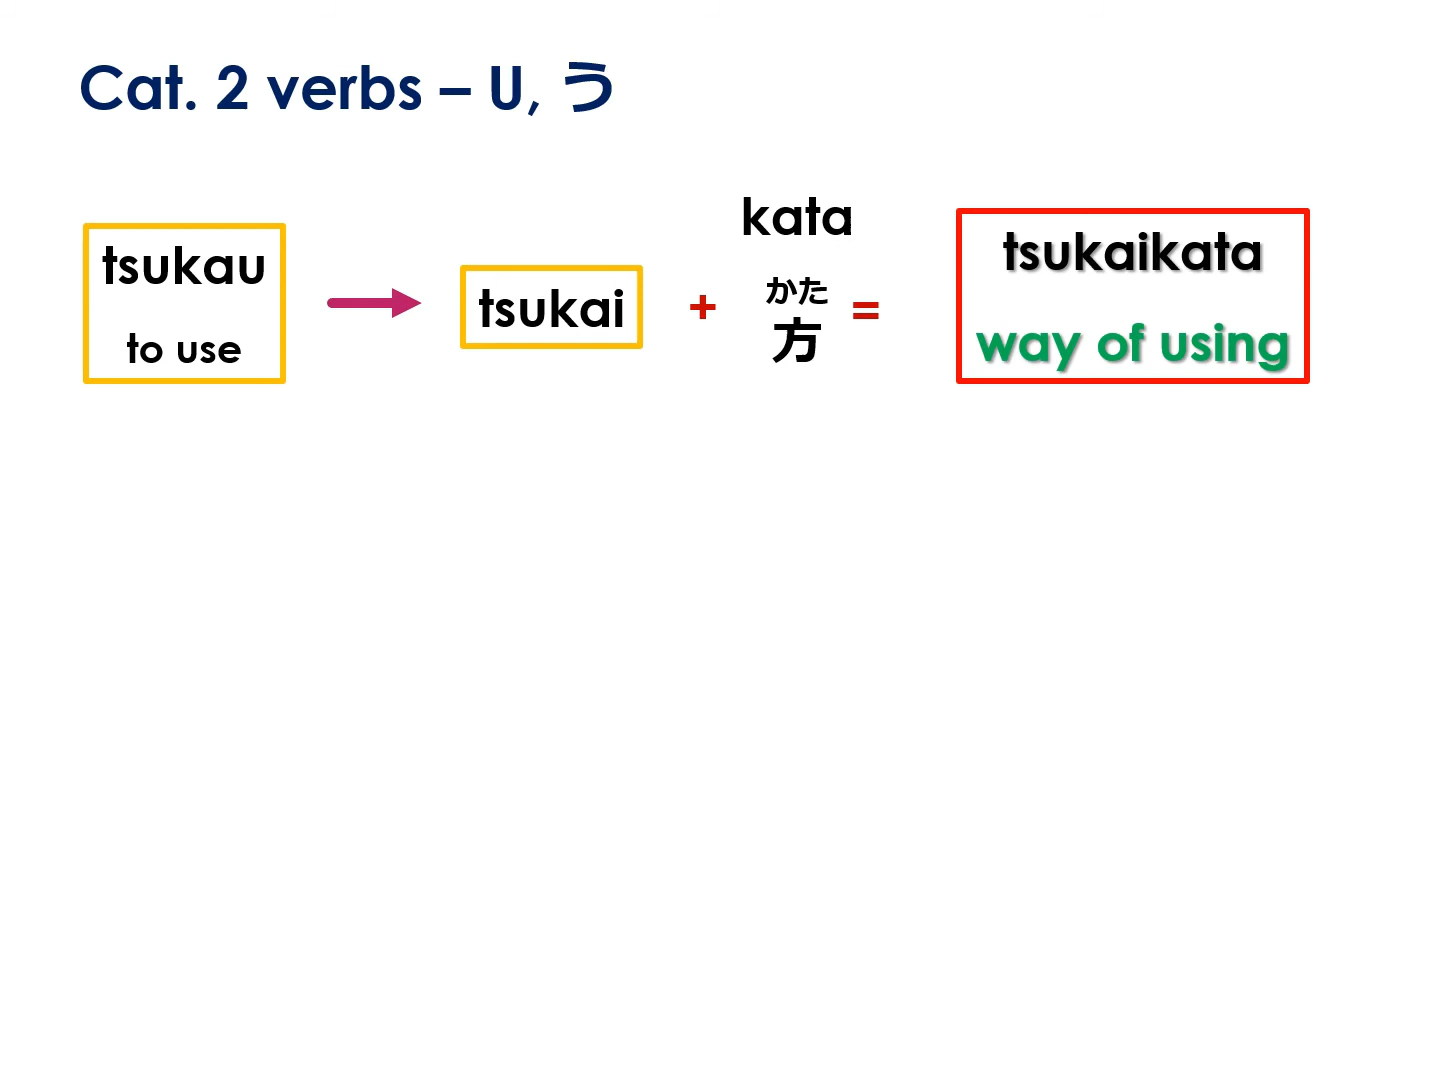 Cat. 2 verbs – U, う
tsukau
to use
tsukai
+
kata
かた
方
=
tsukaikata
way of using